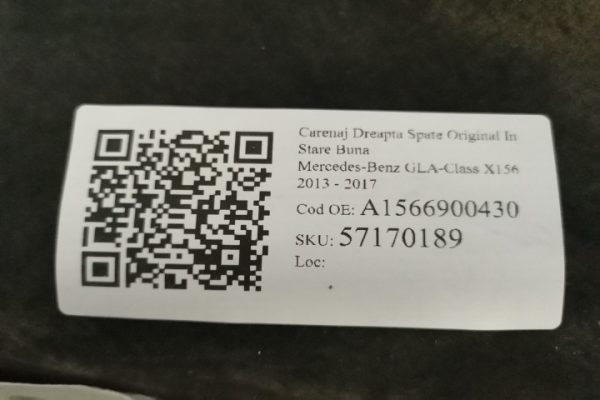 Carenaj Dreapta Spate Original In
Stare Buna
Mercedes-Benz GLA-Class X156
2013 - 2017
Cod OE: A1566900430
SKU: 57170189
Loc: